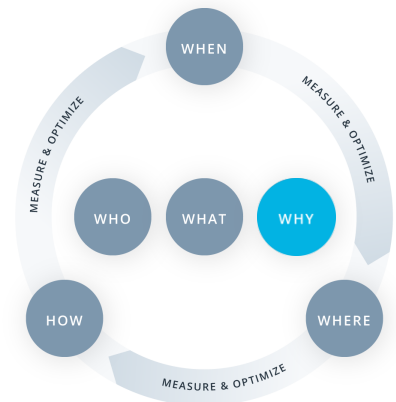 WHEN
MEASURE & OPTIMIZE
MEASURE & OPTIMIZE
WHO
WHAT
WHY
HOW
WHERE
MEASURE & OPTIMIZE